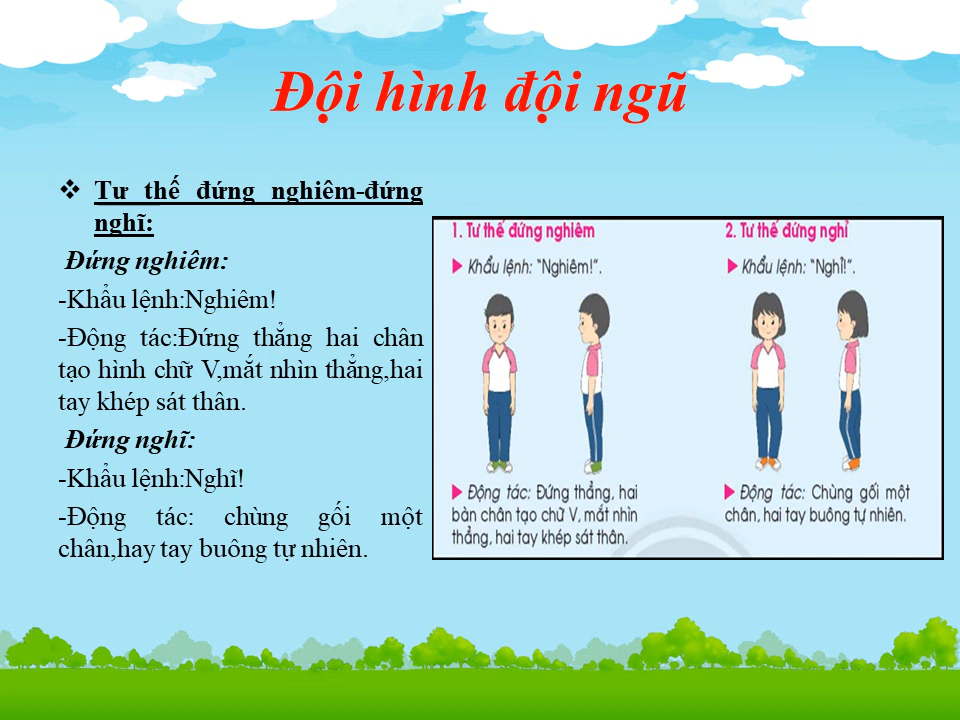 Đội hình đội ngũ
❖ Tư thế đứng nghiêm-đứng
nghĩ:
Đứng nghiêm:
-Khẩu lệnh:Nghiêm!
-Động tác:Đứng thẳng hai chân
tạo hình chữ V,mắt nhìn thẳng,hai
tay khép sát thân.
Đứng nghĩ:
-Khẩu lệnh:Nghĩ!
-Động tác: chùng gối một
chân,hay tay buông tự nhiên.
1. Tư thế đứng nghiêm
▶ Khẩu lệnh: “Nghiêm!”.
▶ Động tác: Đứng thẳng, hai
bàn chân tạo chữ V, mắt nhìn
thẳng, hai tay khép sát thân.
2. Tư thế đứng nghỉ
▶ Khẩu lệnh: “Nghỉ!”.
▶ Động tác: Chùng gối một
chân, hai tay buông tự nhiên.